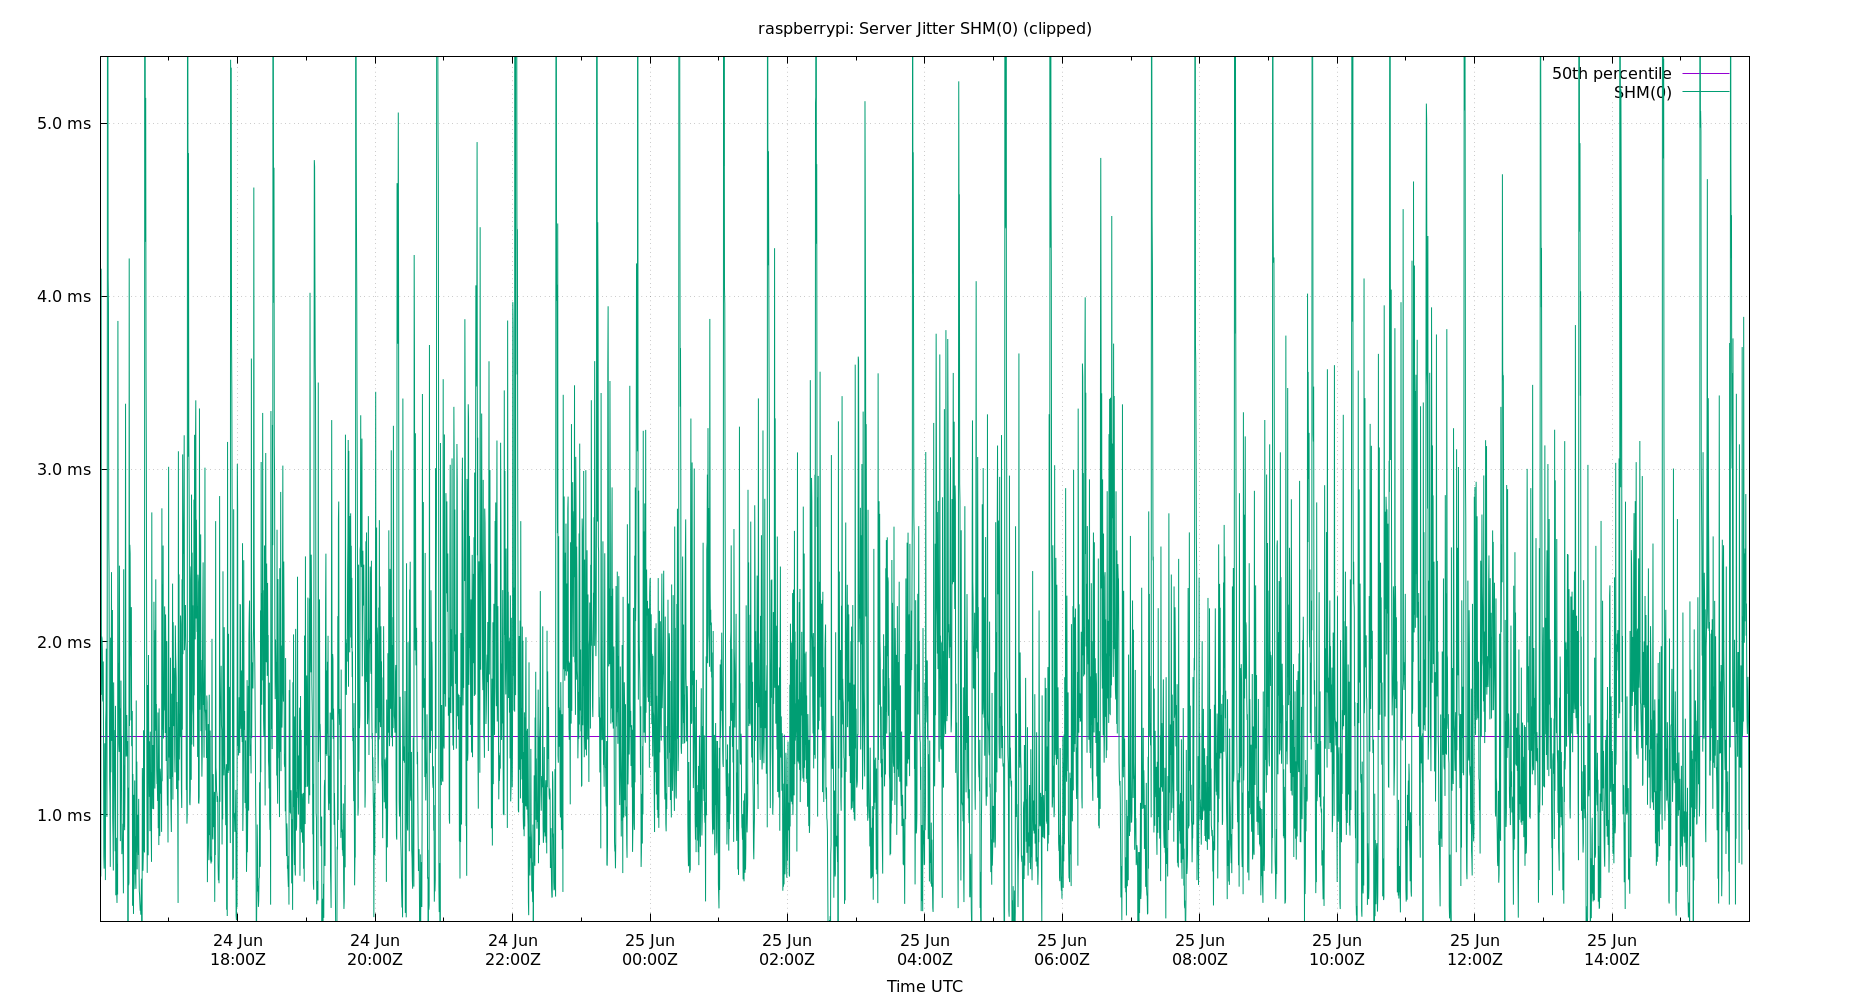 raspberrypi: Server Jitter SHM(0) (clipped)
50th percentile
SHM(0)
5.0 ms
4.0 ms
3.0 ms
2.0 ms
1.0 ms
24 Jun 24 Jun 24 Jun 25 Jun 25 Jun 25 Jun 25 Jun 25 Jun 25 Jun 25 Jun 25 Jun
18:00Z 20:00Z 22:00Z 00:00Z 02:00Z 04:00Z 06:00Z 08:00Z 10:00Z 12:00Z 14:00Z
Time UTC